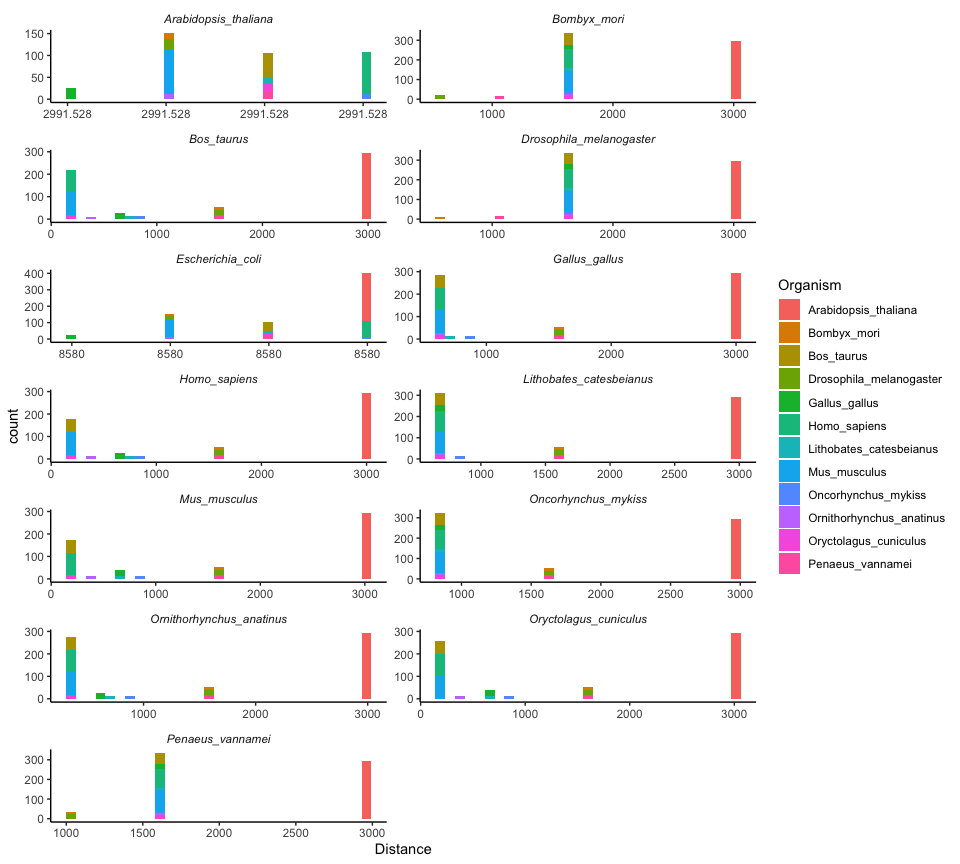 Arabidopsis_thaliana
150
100
50
0
2991.528 2991.528 2991.528 2991.528
Bombyx_mori
300
200
100
0
1000 2000 3000
Bos_taurus
300
200
100
0
0 1000 2000 3000
Drosophila_melanogaster
300
200
100
0
1000 2000 3000
Escherichia_coli
400
300
200
100
0
8580 8580 8580 8580
Gallus_gallus
300
200
100
0
1000 2000 3000
Homo_sapiens
300
200
100
0
0 1000 2000 3000
Lithobates_catesbeianus
300
200
100
0
1000 1500 2000 2500 3000
Mus_musculus
300
200
100
0
0 1000 2000 3000
Oncorhynchus_mykiss
300
200
100
0
1000 1500 2000 2500 3000
Ornithorhynchus_anatinus
300
200
100
0
1000 2000 3000
Oryctolagus_cuniculus
300
200
100
0
0 1000 2000 3000
Penaeus_vannamei
300
200
100
0
1000 1500 2000 2500 3000
count
Distance
Organism
Arabidopsis_thaliana
Bombyx_mori
Bos_taurus
Drosophila_melanogaster
Gallus_gallus
Homo_sapiens
Lithobates_catesbeianus
Mus_musculus
Oncorhynchus_mykiss
Ornithorhynchus_anatinus
Oryctolagus_cuniculus
Penaeus_vannamei